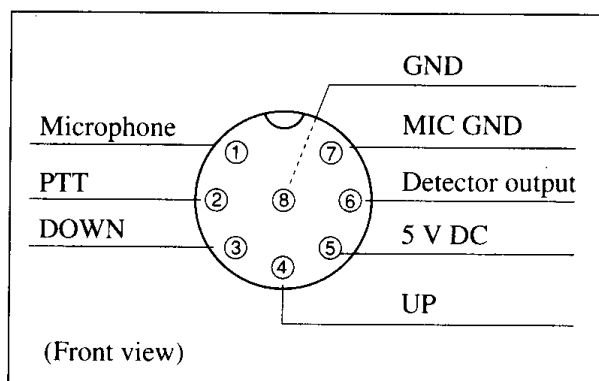 GND
Microphone
MIC GND
① ⑦
PTT
Detector output
② ⑧ ⑥
DOWN
5 V DC
③ ⑤
④
UP
(Front view)